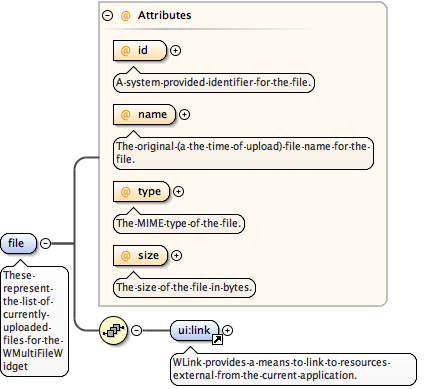 @ Attributes
@ id
A-system-provided-identifier-for-the-file.
@ name
The-original-(a-the-time-of-upload)-file-name-for-the-
file.
@ type
The-MIME-type-of-the-file.
@ size
The-size-of-the-file-in-bytes.
file
These-
represent-
the-list-of-
currently-
uploaded-
files-for-the-
WMultiFileW
idget
ui:link
WLink-provides-a-means-to-link-to-resources-
external-from-the-current-application.